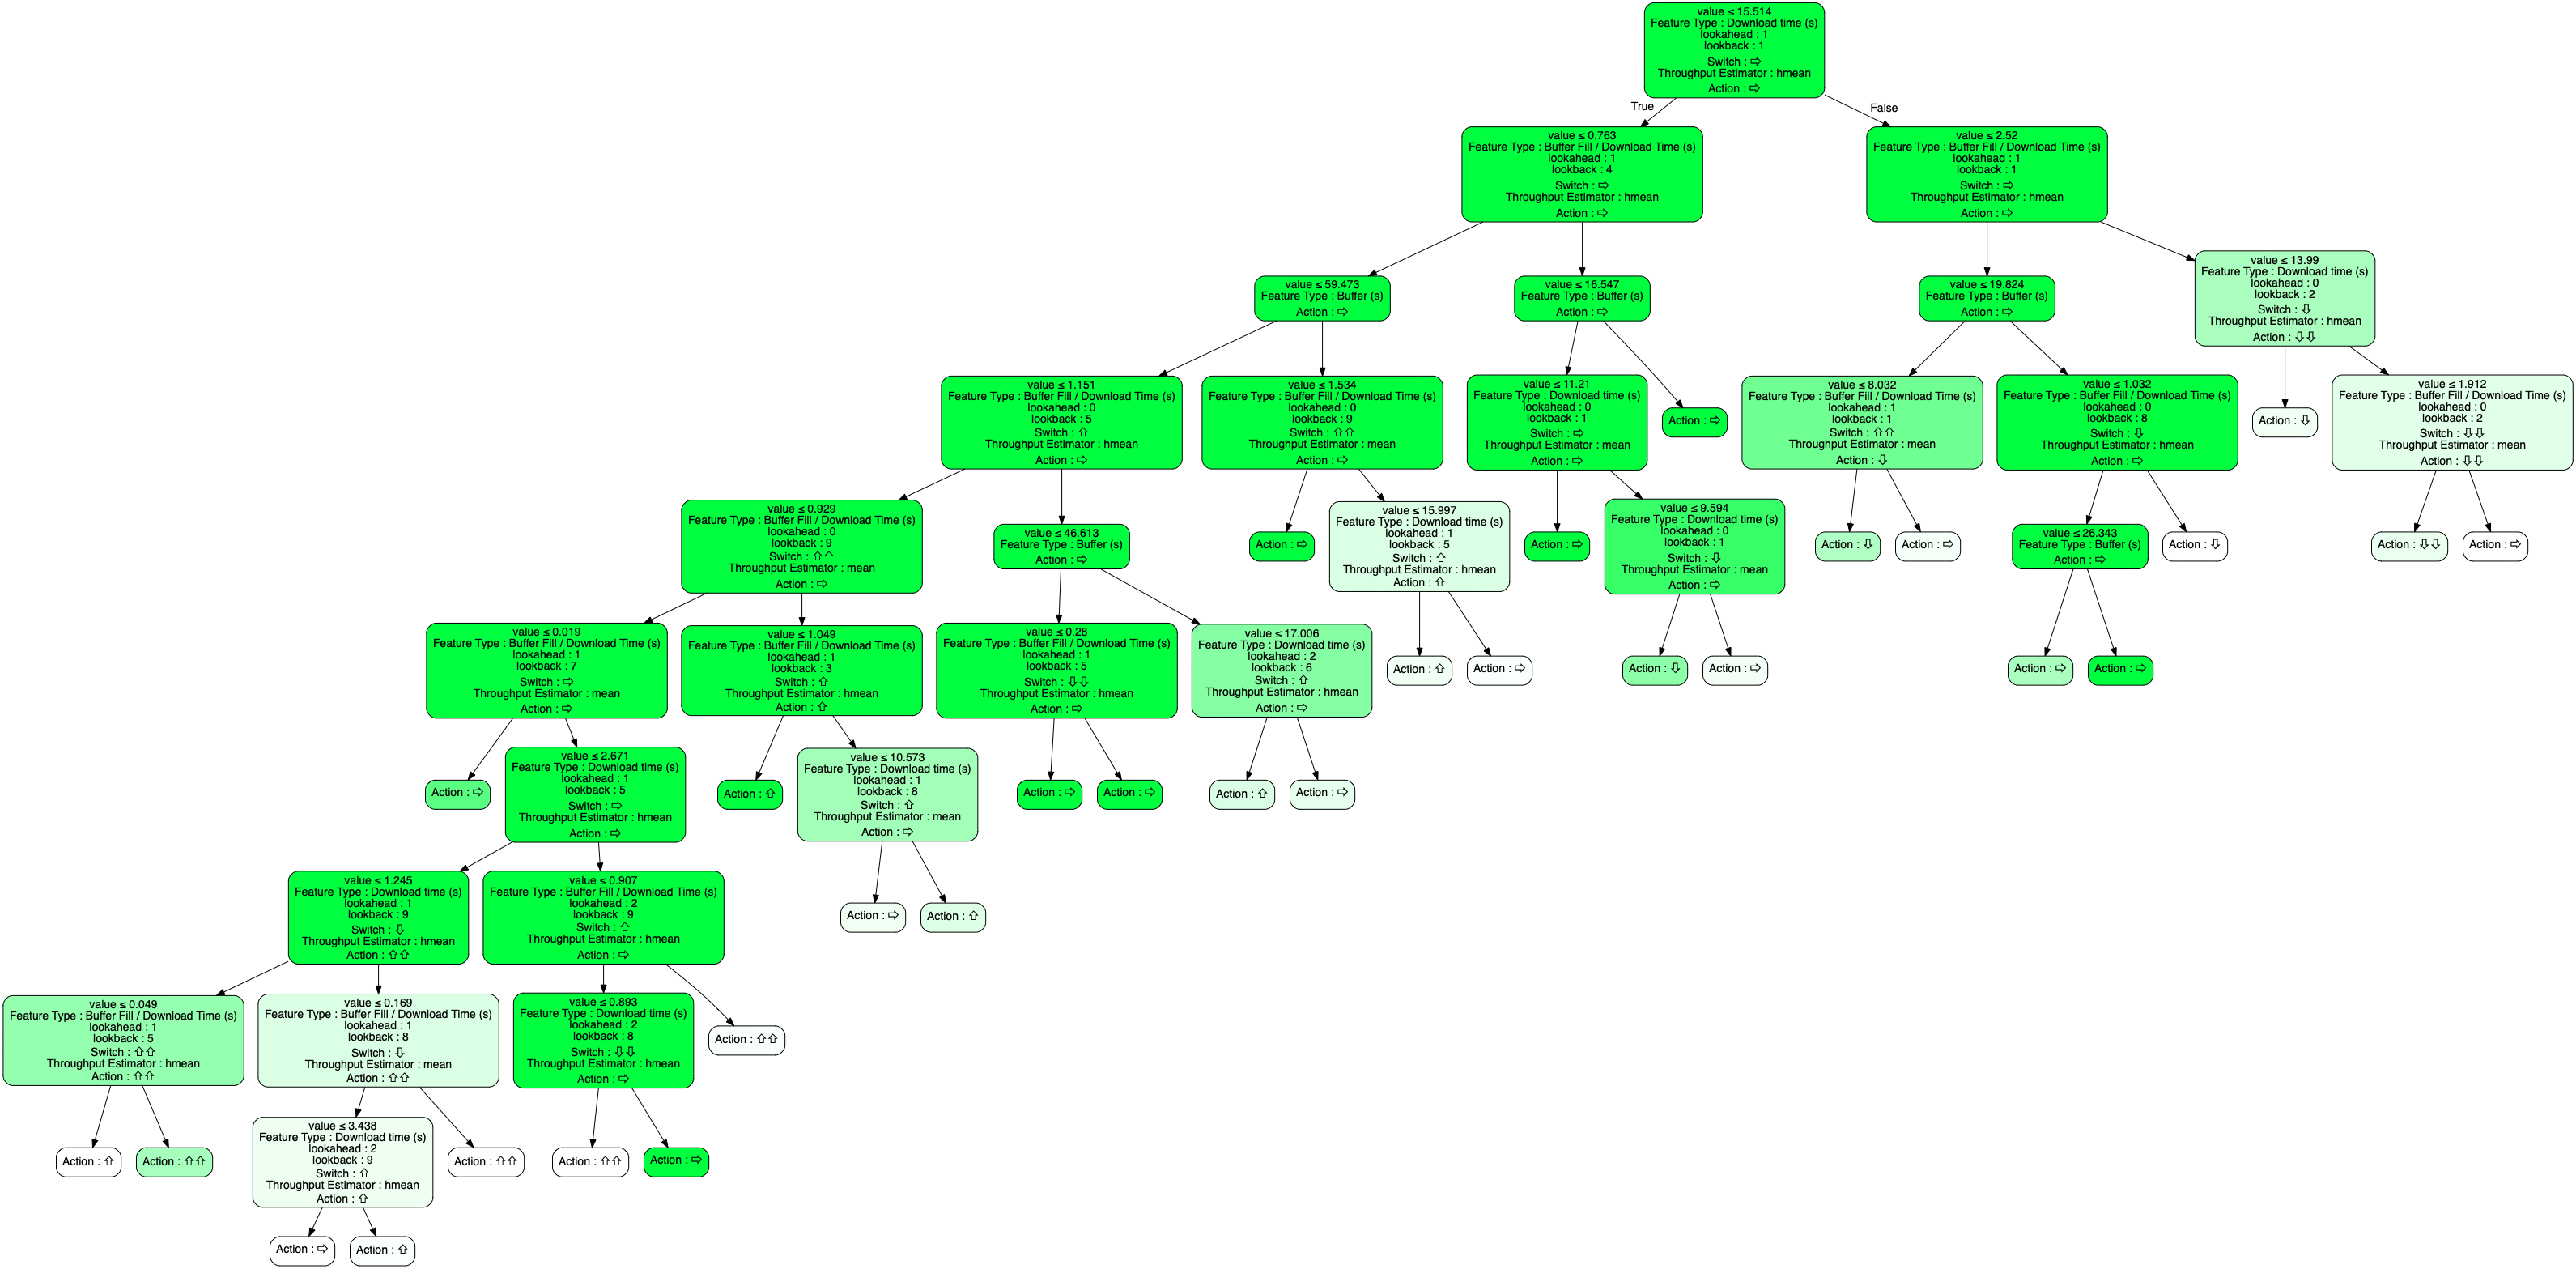 value ≤ 15.514
Feature Type : Download time (s)
lookahead : 1
lookback : 1
Switch : ⇨
Throughput Estimator : hmean
Action : ⇨
True
False
value ≤ 0.763
Feature Type : Buffer Fill / Download Time (s)
lookahead : 1
lookback : 4
Switch : ⇨
Throughput Estimator : hmean
Action : ⇨
value ≤ 2.52
Feature Type : Buffer Fill / Download Time (s)
lookahead : 1
lookback : 1
Switch : ⇨
Throughput Estimator : hmean
Action : ⇨
value ≤ 59.473
Feature Type : Buffer (s)
Action : ⇨
value ≤ 16.547
Feature Type : Buffer (s)
Action : ⇨
value ≤ 19.824
Feature Type : Buffer (s)
Action : ⇨
value ≤ 13.99
Feature Type : Download time (s)
lookahead : 0
lookback : 2
Switch : ⇩
Throughput Estimator : hmean
Action : ⇩⇩
value ≤ 1.151
Feature Type : Buffer Fill / Download Time (s)
lookahead : 0
lookback : 5
Switch : ⇧
Throughput Estimator : hmean
Action : ⇨
value ≤ 1.534
Feature Type : Buffer Fill / Download Time (s)
lookahead : 0
lookback : 9
Switch : ⇧⇧
Throughput Estimator : mean
Action : ⇨
value ≤ 11.21
Feature Type : Download time (s)
lookahead : 0
lookback : 1
Switch : ⇨
Throughput Estimator : mean
Action : ⇨
Action : ⇨
value ≤ 8.032
Feature Type : Buffer Fill / Download Time (s)
lookahead : 1
lookback : 1
Switch : ⇧⇧
Throughput Estimator : mean
Action : ⇩
value ≤ 1.032
Feature Type : Buffer Fill / Download Time (s)
lookahead : 0
lookback : 8
Switch : ⇩
Throughput Estimator : hmean
Action : ⇨
Action : ⇩
value ≤ 1.912
Feature Type : Buffer Fill / Download Time (s)
lookahead : 0
lookback : 2
Switch : ⇩⇩
Throughput Estimator : mean
Action : ⇩⇩
value ≤ 0.929
Feature Type : Buffer Fill / Download Time (s)
lookahead : 0
lookback : 9
Switch : ⇧⇧
Throughput Estimator : mean
Action : ⇨
value ≤ 46.613
Feature Type : Buffer (s)
Action : ⇨
Action : ⇨
value ≤ 15.997
Feature Type : Download time (s)
lookahead : 1
lookback : 5
Switch : ⇧
Throughput Estimator : hmean
Action : ⇧
Action : ⇨
value ≤ 9.594
Feature Type : Download time (s)
lookahead : 0
lookback : 1
Switch : ⇩
Throughput Estimator : mean
Action : ⇨
Action : ⇩
Action : ⇨
value ≤ 26.343
Feature Type : Buffer (s)
Action : ⇨
Action : ⇩
Action : ⇩⇩
Action : ⇨
value ≤ 0.019
Feature Type : Buffer Fill / Download Time (s)
lookahead : 1
lookback : 7
Switch : ⇨
Throughput Estimator : mean
Action : ⇨
value ≤ 1.049
Feature Type : Buffer Fill / Download Time (s)
lookahead : 1
lookback : 3
Switch : ⇧
Throughput Estimator : hmean
Action : ⇧
value ≤ 0.28
Feature Type : Buffer Fill / Download Time (s)
lookahead : 1
lookback : 5
Switch : ⇩⇩
Throughput Estimator : hmean
Action : ⇨
value ≤ 17.006
Feature Type : Download time (s)
lookahead : 2
lookback : 6
Switch : ⇧
Throughput Estimator : hmean
Action : ⇨
Action : ⇧
Action : ⇨
Action : ⇩
Action : ⇨
Action : ⇨
Action : ⇨
Action : ⇨
value ≤ 2.671
Feature Type : Download time (s)
lookahead : 1
lookback : 5
Switch : ⇨
Throughput Estimator : hmean
Action : ⇨
Action : ⇧
value ≤ 10.573
Feature Type : Download time (s)
lookahead : 1
lookback : 8
Switch : ⇧
Throughput Estimator : mean
Action : ⇨
Action : ⇨
Action : ⇨
Action : ⇧
Action : ⇨
value ≤ 1.245
Feature Type : Download time (s)
lookahead : 1
lookback : 9
Switch : ⇩
Throughput Estimator : hmean
Action : ⇧⇧
value ≤ 0.907
Feature Type : Buffer Fill / Download Time (s)
lookahead : 2
lookback : 9
Switch : ⇧
Throughput Estimator : hmean
Action : ⇨
Action : ⇨
Action : ⇧
value ≤ 0.049
Feature Type : Buffer Fill / Download Time (s)
lookahead : 1
lookback : 5
Switch : ⇧⇧
Throughput Estimator : hmean
Action : ⇧⇧
value ≤ 0.169
Feature Type : Buffer Fill / Download Time (s)
lookahead : 1
lookback : 8
Switch : ⇩
Throughput Estimator : mean
Action : ⇧⇧
value ≤ 0.893
Feature Type : Download time (s)
lookahead : 2
lookback : 8
Switch : ⇩⇩
Throughput Estimator : hmean
Action : ⇨
Action : ⇧⇧
Action : ⇧
Action : ⇧⇧
value ≤ 3.438
Feature Type : Download time (s)
lookahead : 2
lookback : 9
Switch : ⇧
Throughput Estimator : hmean
Action : ⇧
Action : ⇧⇧
Action : ⇧⇧
Action : ⇨
Action : ⇨
Action : ⇧